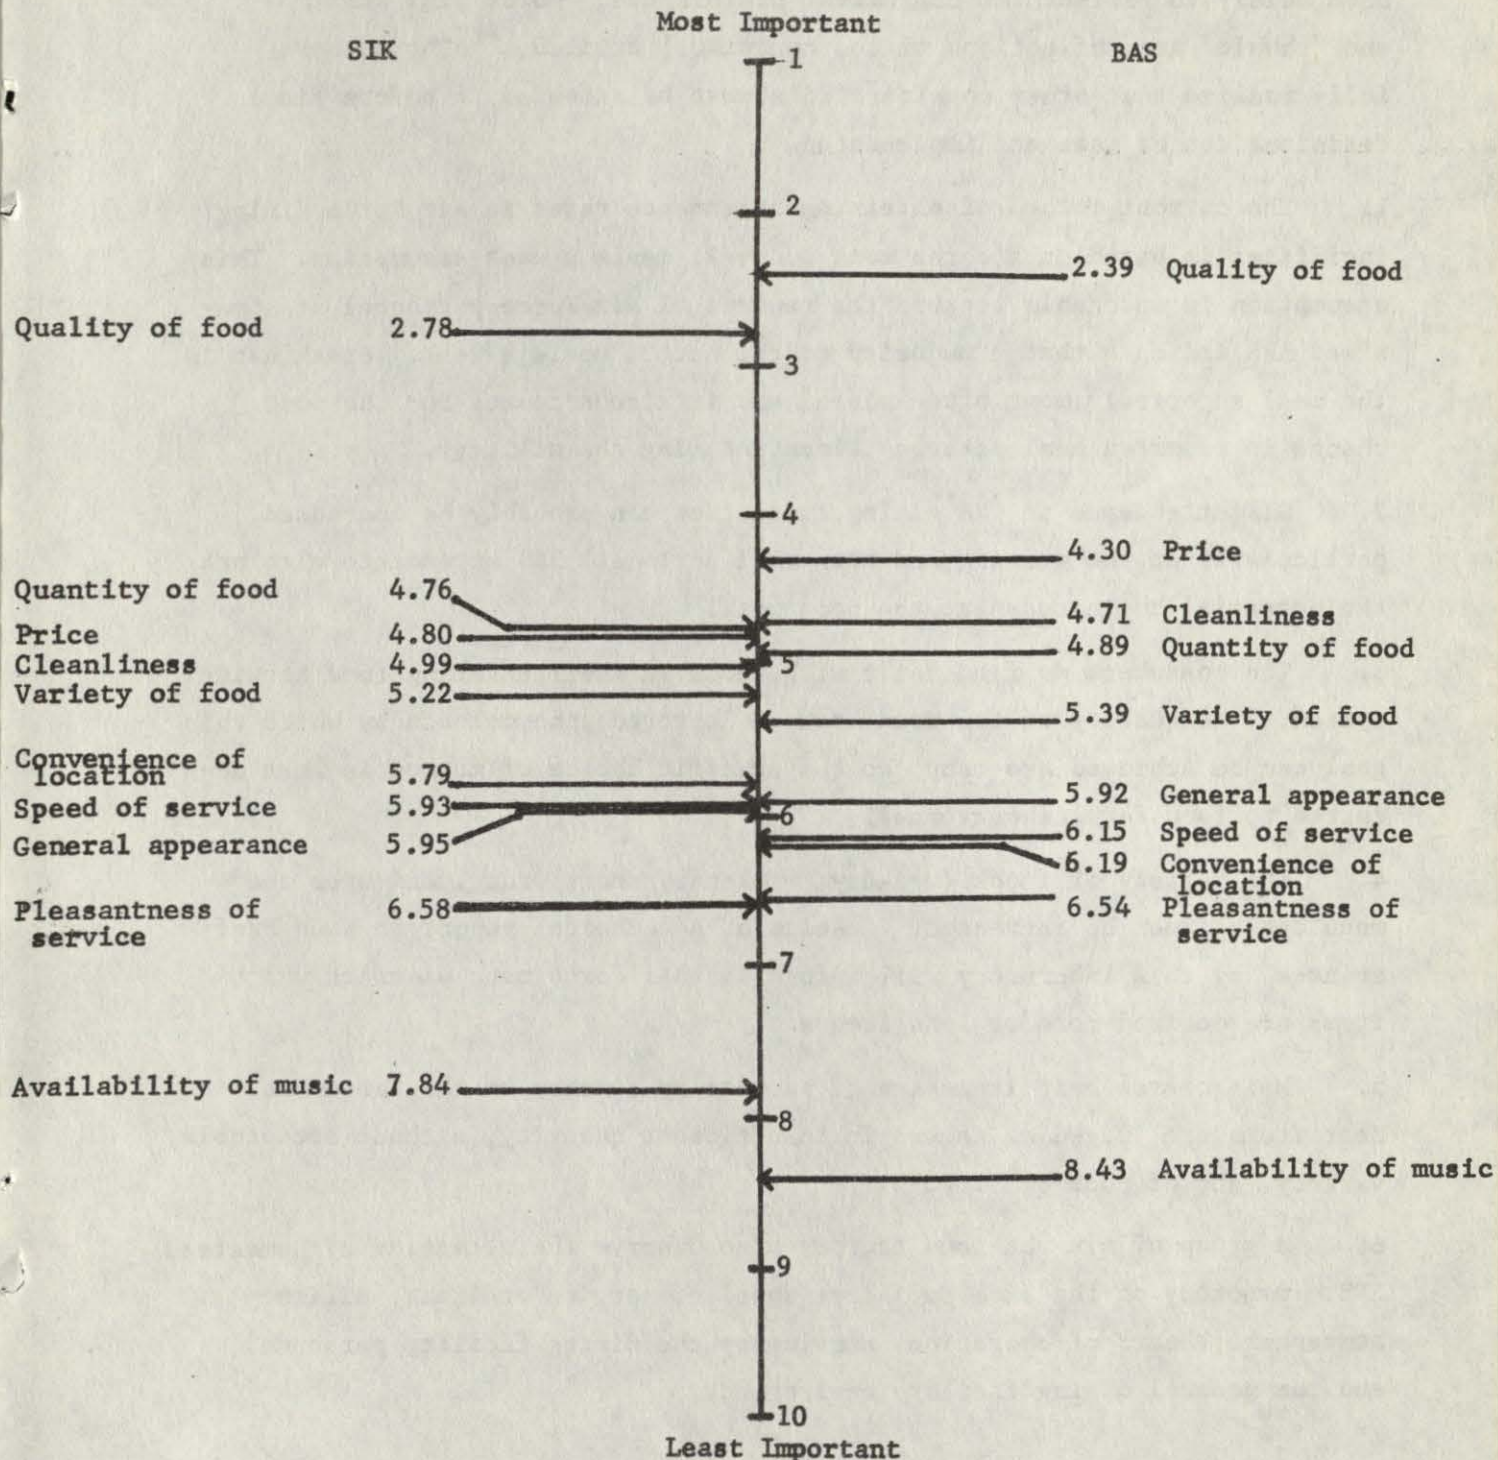 Most Important
SIK
BAS
1
2
2.39 Quality of food
Quality of food 2.78
3
4
4.30 Price
Quantity of food 4.76
4.71 Cleanliness
Price 4.80
4.89 Quantity of food
Cleanliness 4.99
5
Variety of food 5.22
5.39 Variety of food
Convenience of
location 5.79
5.92 General appearance
Speed of service 5.93
6
6.15 Speed of service
General appearance 5.95
6.19 Convenience of
location
Pleasantness of 6.58
service
6.54 Pleasantness of
service
7
Availability of music 7.84
8
8.43 Availability of music
9
10
Least Important